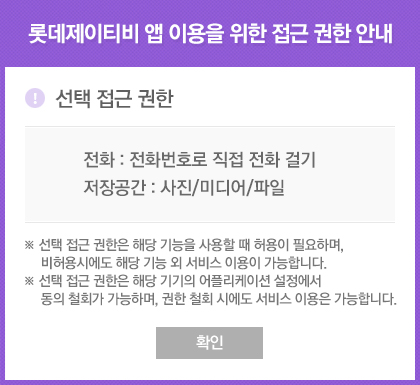 롯데제이티비 앱 이용을 위한 접근 권한 안내
! 선택 접근 권한
전화 : 전화번호로 직접 전화 걸기
저장공간 : 사진/미디어/파일
※ 선택 접근 권한은 해당 기능을 사용할 때 허용이 필요하며,
비허용시에도 해당 기능 외 서비스 이용이 가능합니다.
※ 선택 접근 권한은 해당 기기의 어플리케이션 설정에서
동의 철회가 가능하며, 권한 철회 시에도 서비스 이용은 가능합니다.
확인